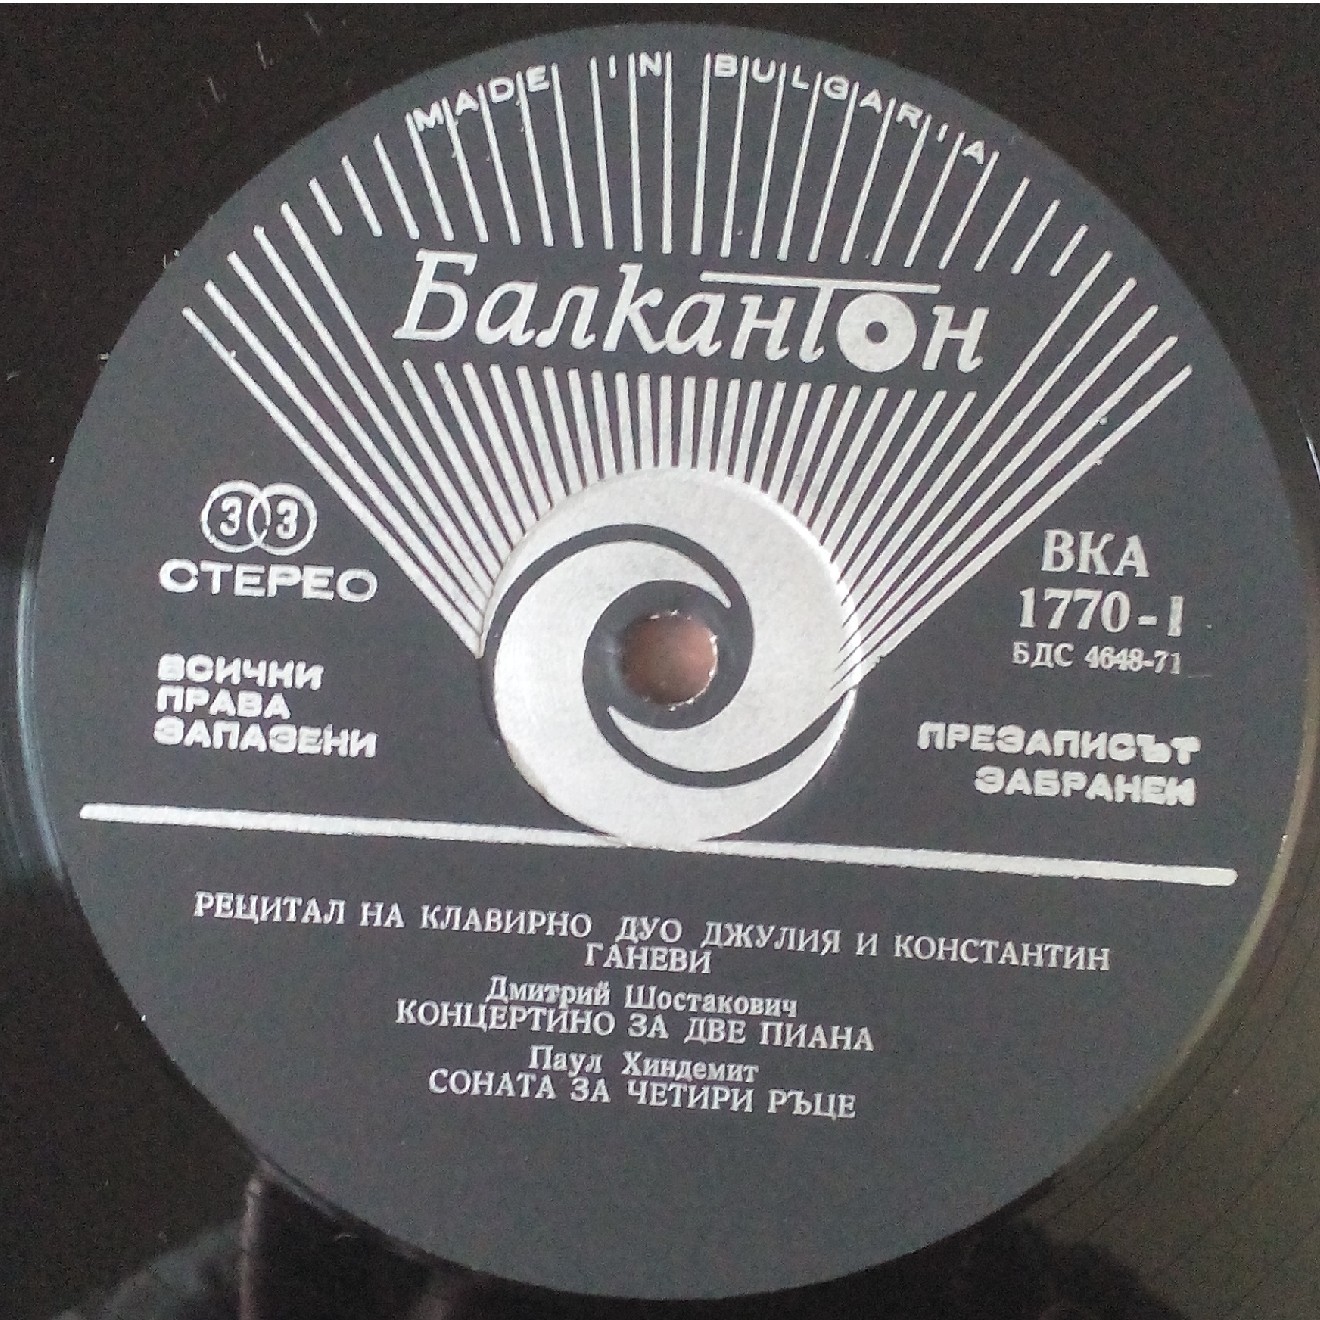 MADE IN BULGARIA
Балкантон
33
СТЕРЕО
ВСИЧНИ
ПРАВА
ЗАПАЗЕНИ
ВКА
1770-I
БДС 4648-71
ПРЕЗАПИСЪТ
ЗАБРАНЕН
РЕЦИТАЛ НА КЛАВИРНО ДУО ДЖУЛИЯ И КОНСТАНТИН
ГАНЕВИ
Дмитрий Шостакович
КОНЦЕРТИНО ЗА ДВЕ ПИАНА
Паул Хиндемит
СОНАТА ЗА ЧЕТИРИ РЪЦЕ